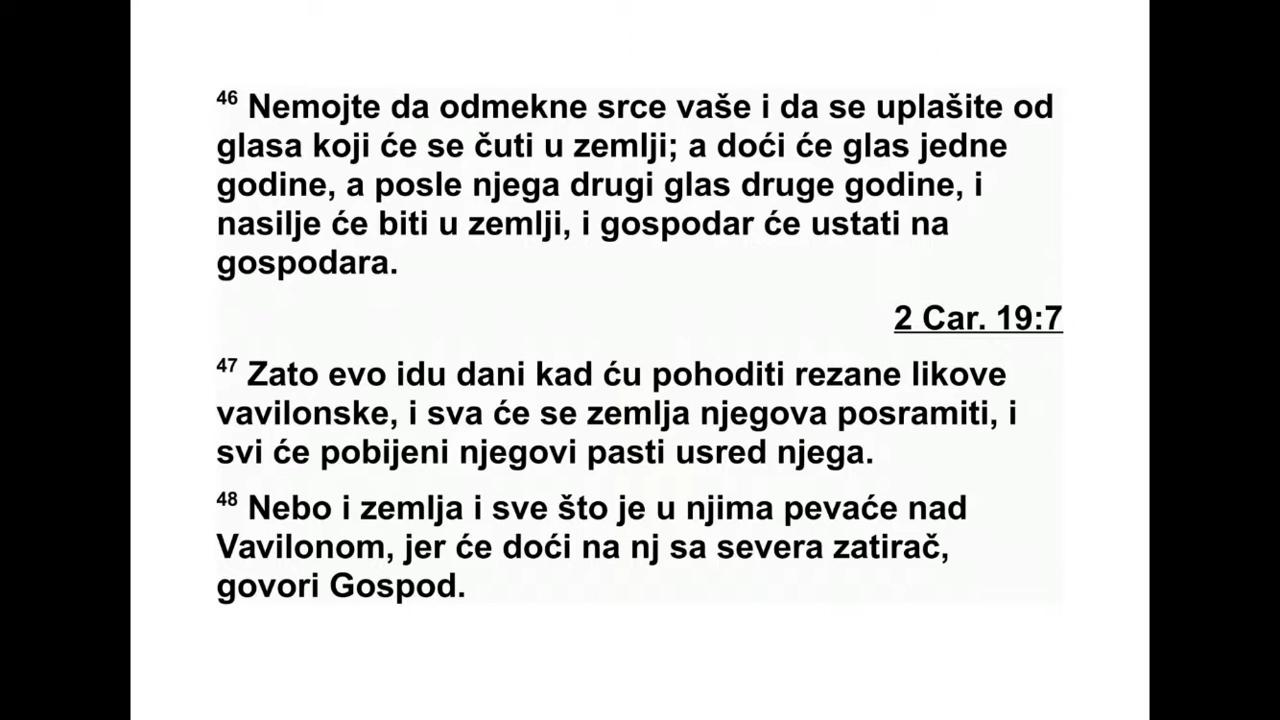 46 Nemojte da odmekne srce vaše i da se uplašite od
glasa koji će se čuti u zemlji; a doći će glas jedne
godine, a posle njega drugi glas druge godine, i
nasilje će biti u zemlji, i gospodar će ustati na
gospodara.
2 Car. 19:7
47 Zato evo idu dani kad ću pohoditi rezane likove
vavilonske, i sva će se zemlja njegova posramiti, i
svi će pobijeni njegovi pasti usred njega.
48 Nebo i zemlja i sve što je u njima pevaće nad
Vavilonom, jer će doći na nj sa severa zatirač,
govori Gospod.